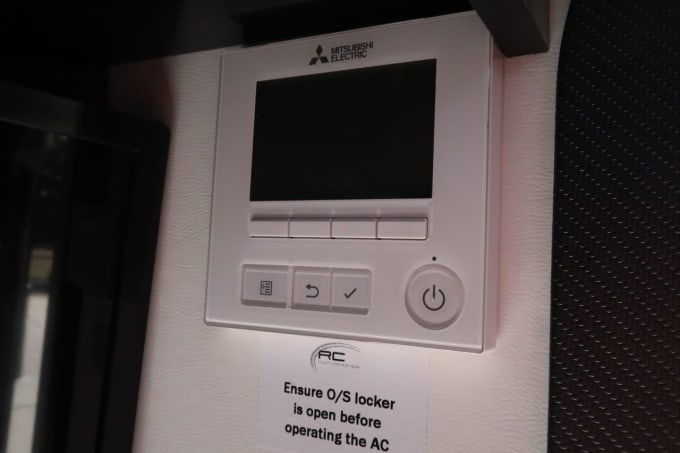 MITSUBISHI
ELECTRIC
RC
Ensure O/S locker
is open before
operating the AC